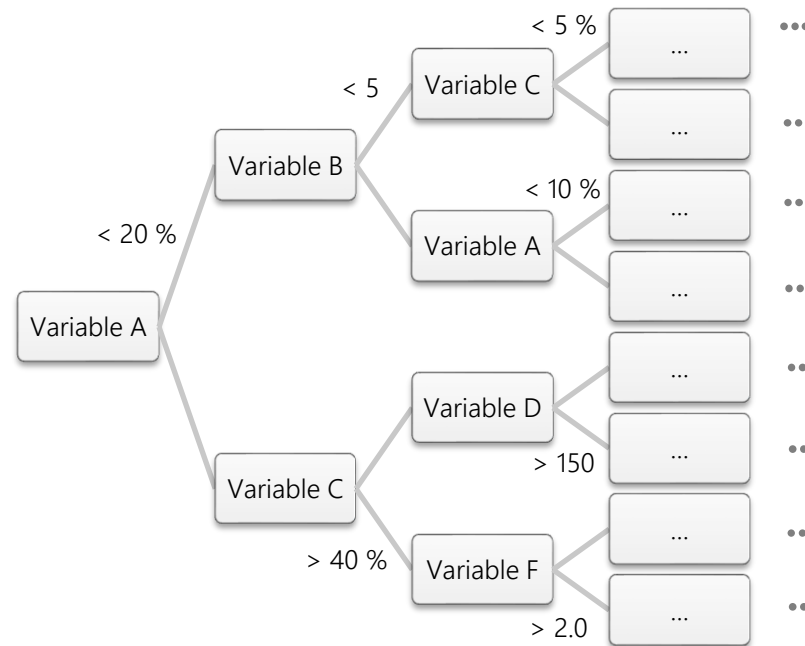 < 5 %
...
Variable C
< 5
...
Variable B
< 10 %
...
< 20 %
Variable A
...
Variable A
...
Variable D
> 150
...
Variable C
...
> 40 %
Variable F
> 2.0
...